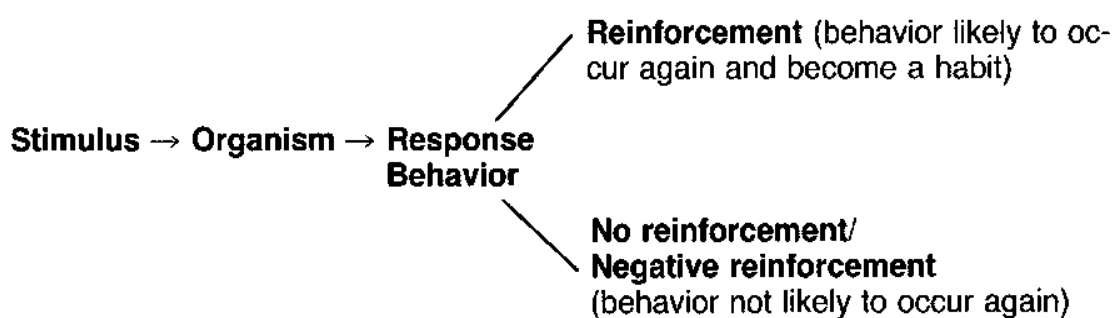 Reinforcement (behavior likely to oc-
cur again and become a habit)
Stimulus → Organism → Response
Behavior
No reinforcement/
Negative reinforcement
(behavior not likely to occur again)